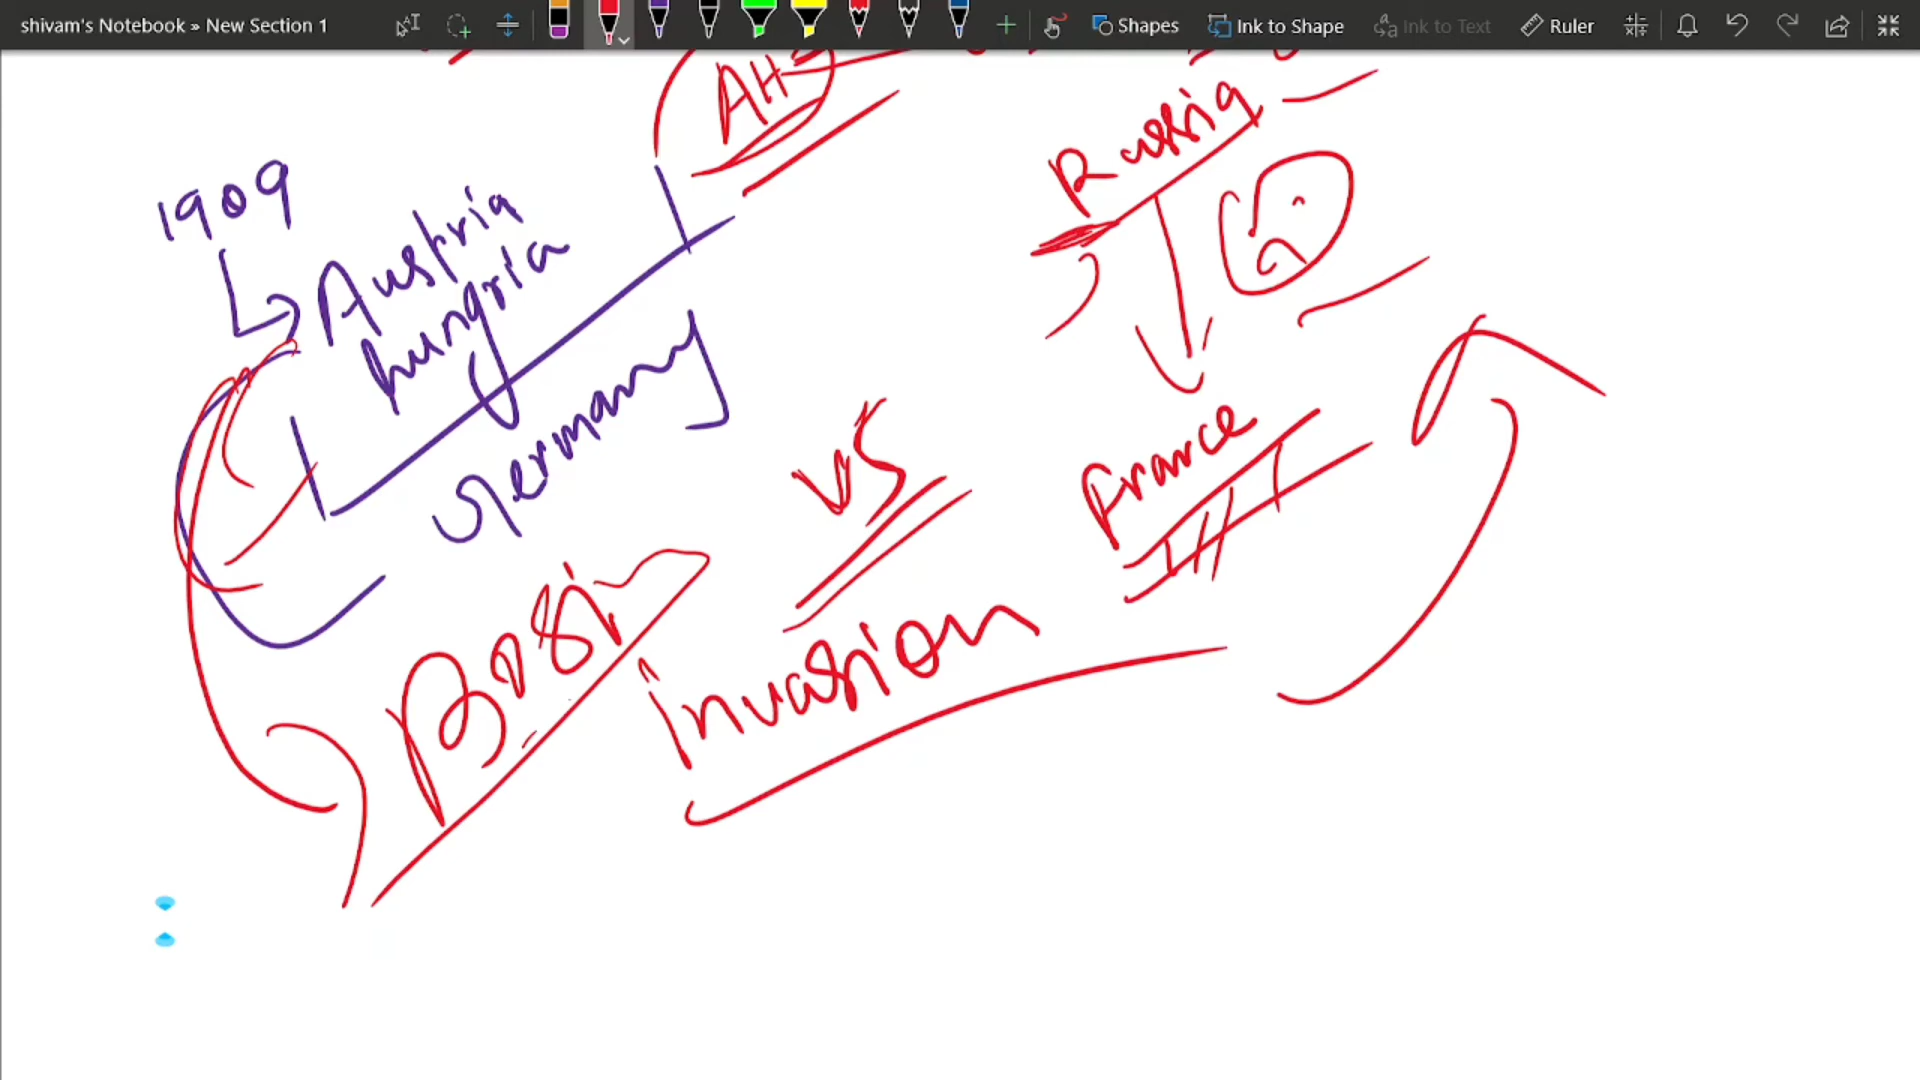 shivam's Notebook » New Section 1
Shapes
Ink to Shape
Ink to Text
Ruler
AH
Russia
1909
Austria
hungria
Germany
VS
France
Bosi
invasion